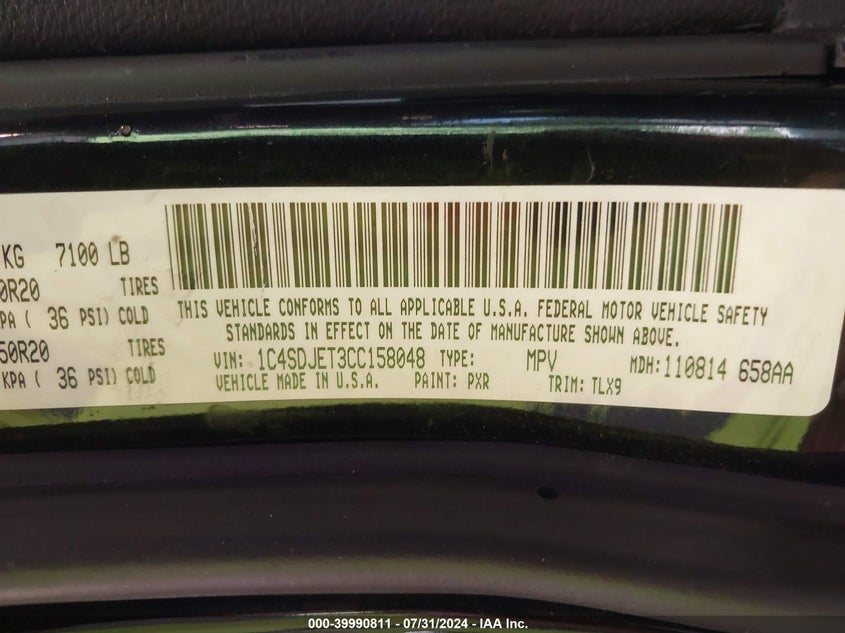 KG 7100 LB
0R20 TIRES
PA ( 36 PSI) COLD
50R20 TIRES
KPA ( 36 PSI) COLD
THIS VEHICLE CONFORMS TO ALL APPLICABLE U.S.A. FEDERAL MOTOR VEHICLE SAFETY
STANDARDS IN EFFECT ON THE DATE OF MANUFACTURE SHOWN ABOVE.
VIN: 1C4SDJET3CC158048 TYPE: MPV MDH: 110814 658AA
VEHICLE MADE IN U.S.A. PAINT: PXR TRIM: TLX9
000-39990811 - 07/31/2024 - IAA Inc.